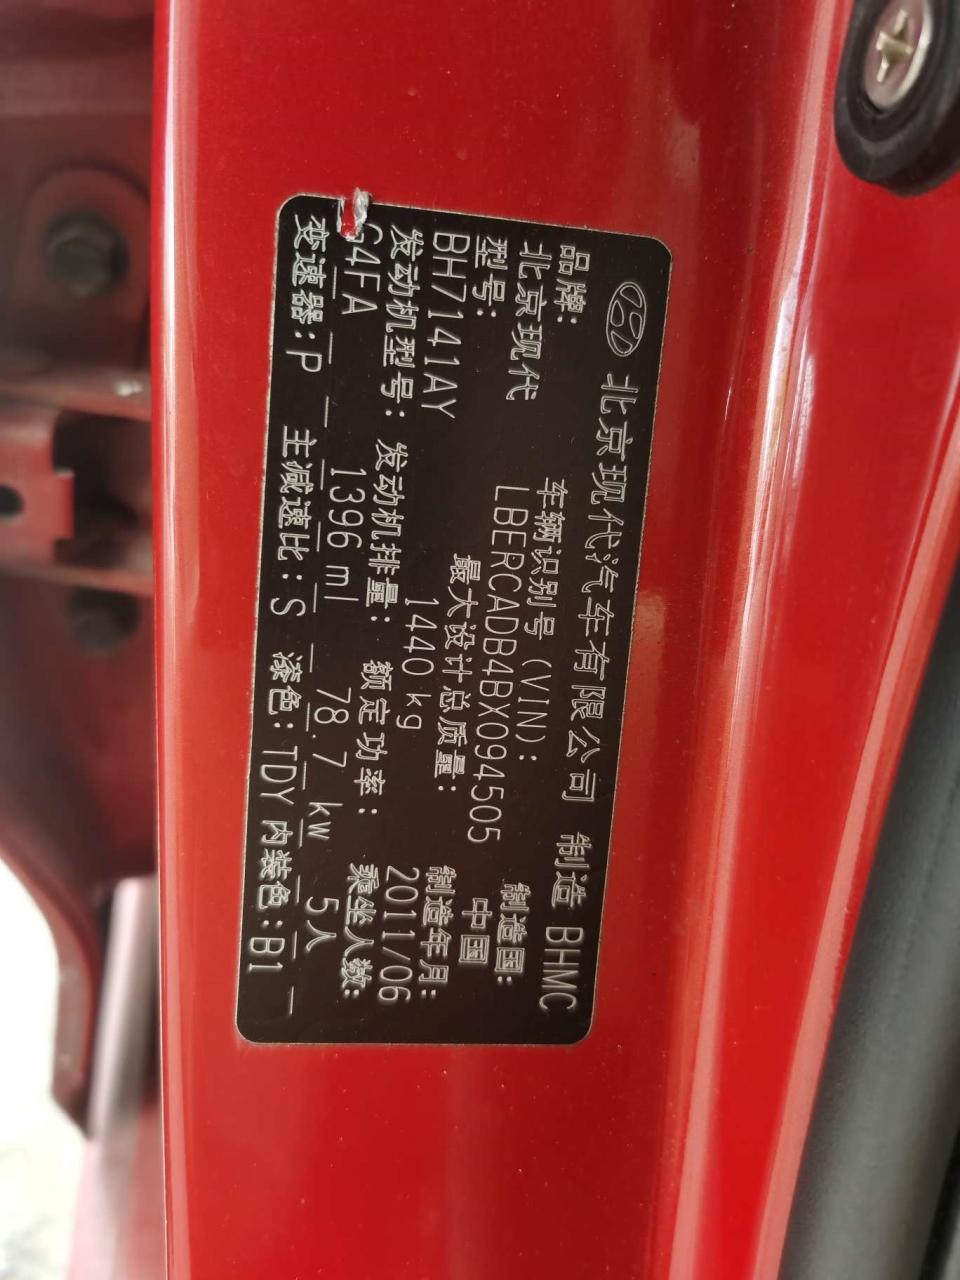 北京现代汽车有限公司 制造 BHMC
品牌: 车辆识别号 (VIN): 制造国:
北京现代 LBERCADB4BX094505 中国
型号: 最大设计总质量: 制造年月:
BH7141AY 1440 kg 2011/06
发动机型号: 发动机排量: 额定功率: 乘坐人数:
G4FA 1396 ml 78.7 kw 5人
变速器: P 主减速比: S 漆色: TDY 内装色: B1